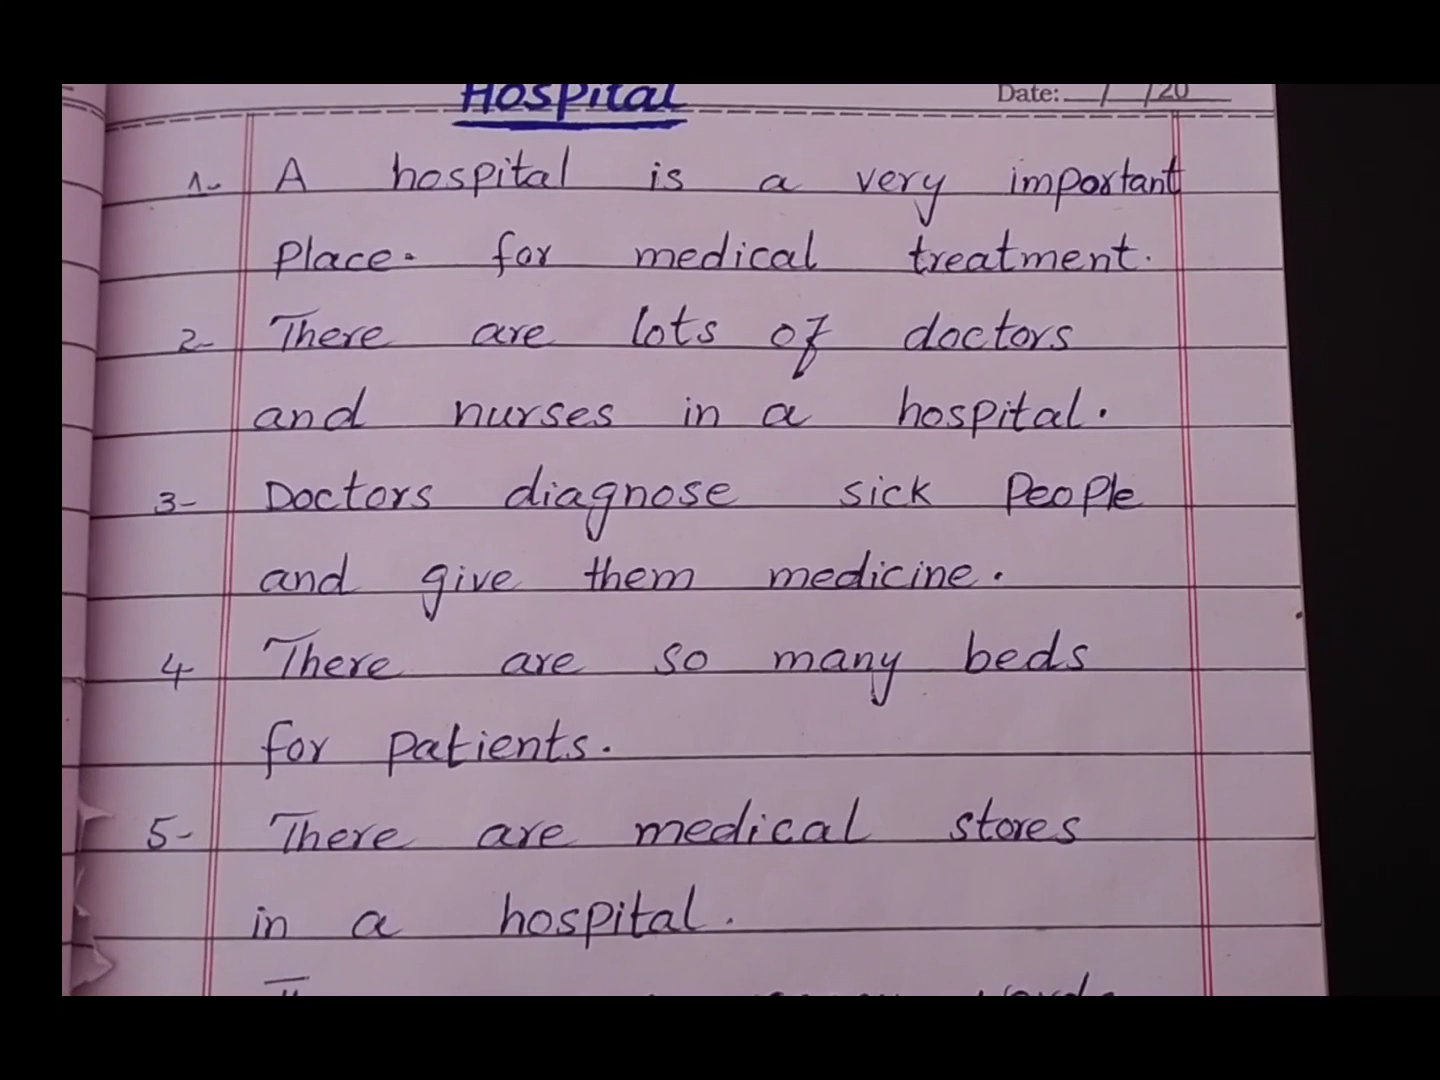 Hospital
Date: / /20
1- A hospital is a very important
Place. for medical treatment.
2- There are lots of doctors
and nurses in a hospital.
3- Doctors diagnose sick People
and give them medicine.
4- There are so many beds
for patients.
5- There are medical stores
in a hospital.